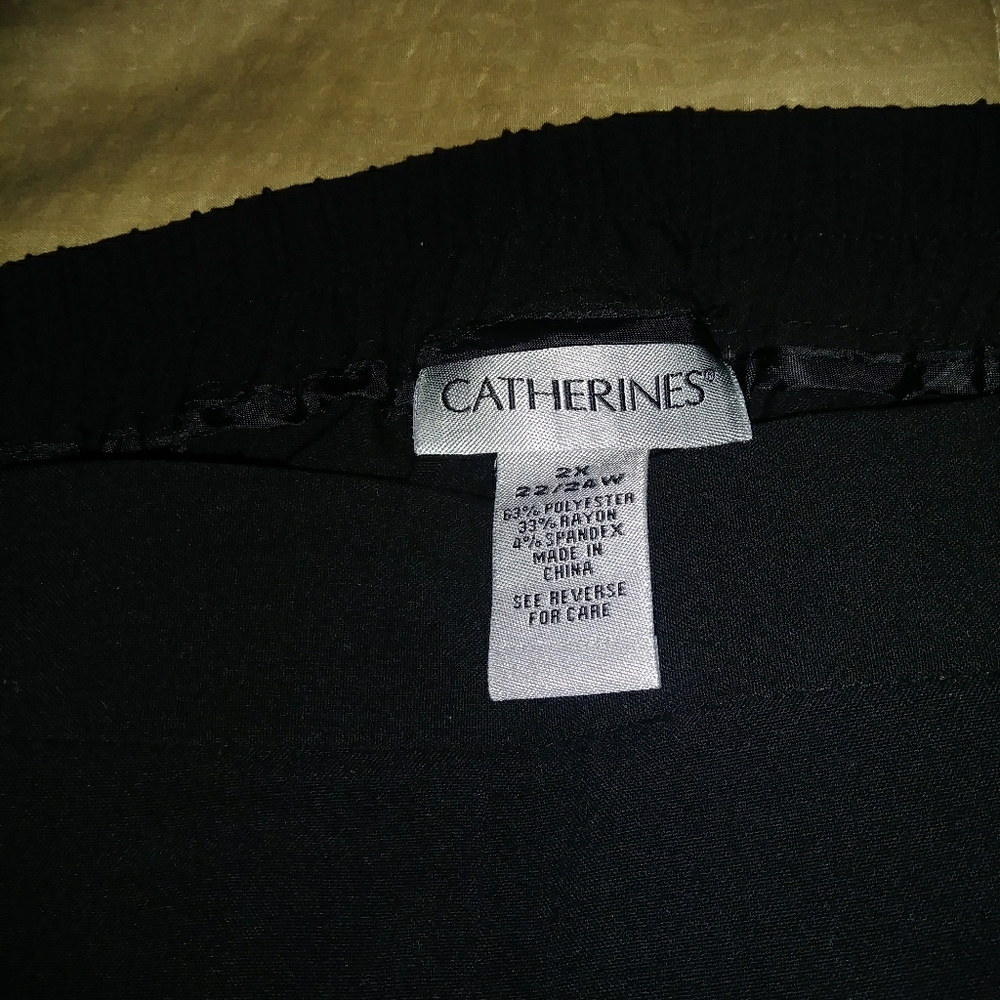 CATHERINES®
2X
22/24W
63% POLYESTER
33% RAYON
4% SPANDEX
MADE IN
CHINA
SEE REVERSE
FOR CARE